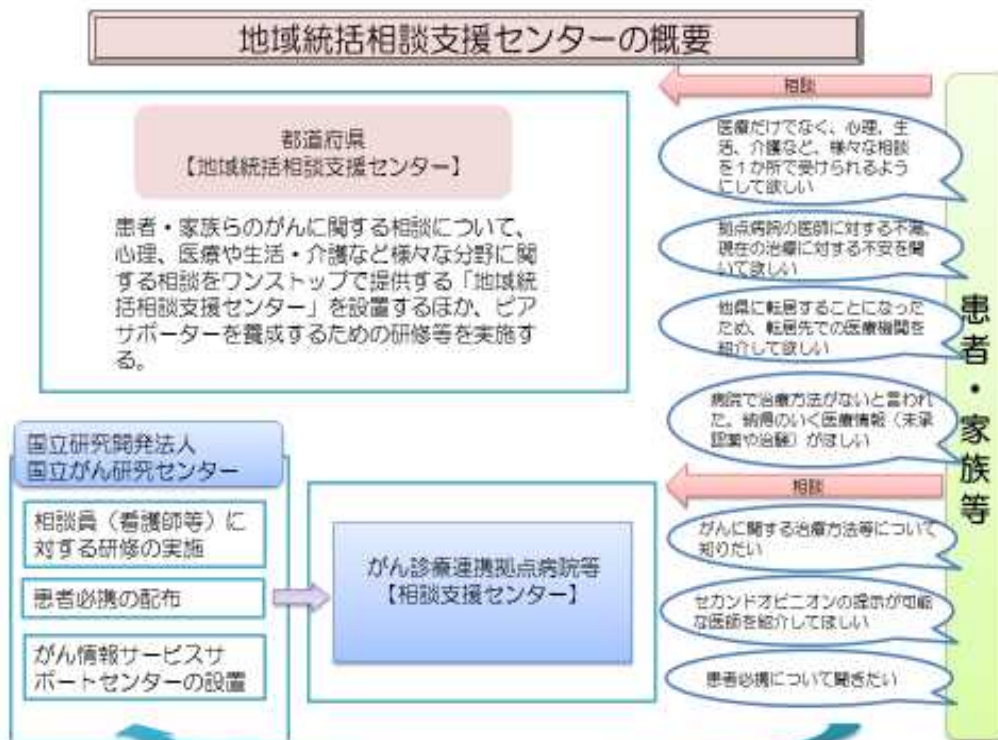 地域統括相談支援センターの概要
都道府県
【地域統括相談支援センター】
患者・家族らのがんに関する相談について、
心理、医療や生活・介護など様々な分野に関
する相談をワンストップで提供する「地域統
括相談支援センター」を設置するほか、ピア
サポーターを養成するための研修等を実施す
る。
相談
医療だけでなく、心理、生
活、介護など、様々な相談
を1か所で受けられるよう
にして欲しい
拠点病院の医師に対する不満、
現在の治療に対する不安を聞
いて欲しい
他県に転居することになった
ため、転居先での医療機関を
紹介して欲しい
病院で治療方法がないと言われ
た。納得のいく医療情報（未承
認薬や治験）がほしい
患者・家族等
国立研究開発法人
国立がん研究センター
相談員（看護師等）に
対する研修の実施
患者必携の配布
がん情報サービスサ
ポートセンターの設置
がん診療連携拠点病院等
【相談支援センター】
相談
がんに関する治療方法等について
知りたい
セカンドオピニオンの提示が可能
な医師を紹介してほしい
患者必携について聞きたい